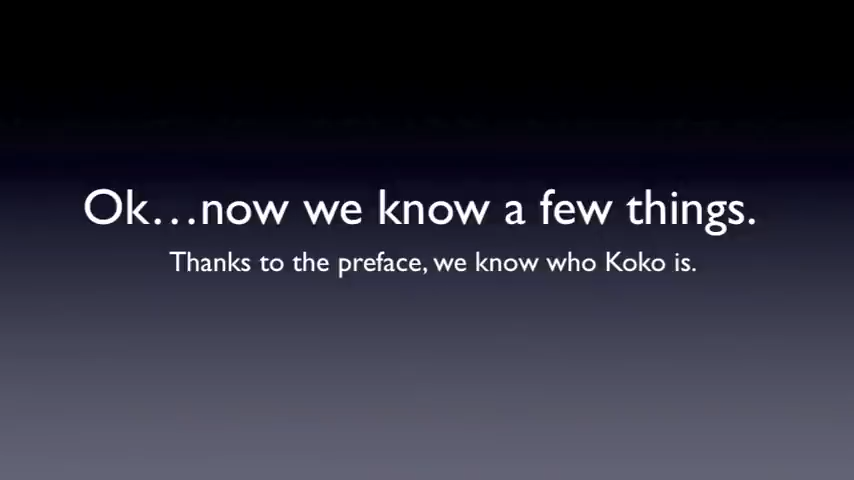 Ok…now we know a few things.
Thanks to the preface, we know who Koko is.